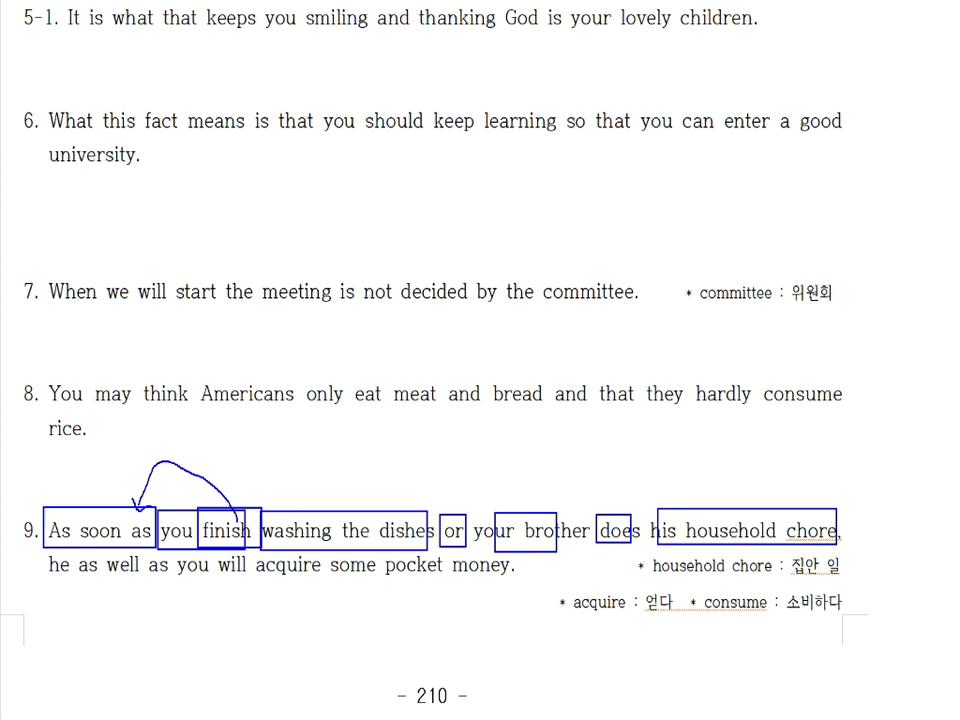 5-1. It is what that keeps you smiling and thanking God is your lovely children.
6. What this fact means is that you should keep learning so that you can enter a good
university.
7. When we will start the meeting is not decided by the committee. * committee : 위원회
8. You may think Americans only eat meat and bread and that they hardly consume
rice.
9. As soon as you finish washing the dishes or your brother does his household chore,
he as well as you will acquire some pocket money. * household chore : 집안 일
* acquire : 얻다 * consume : 소비하다
- 210 -